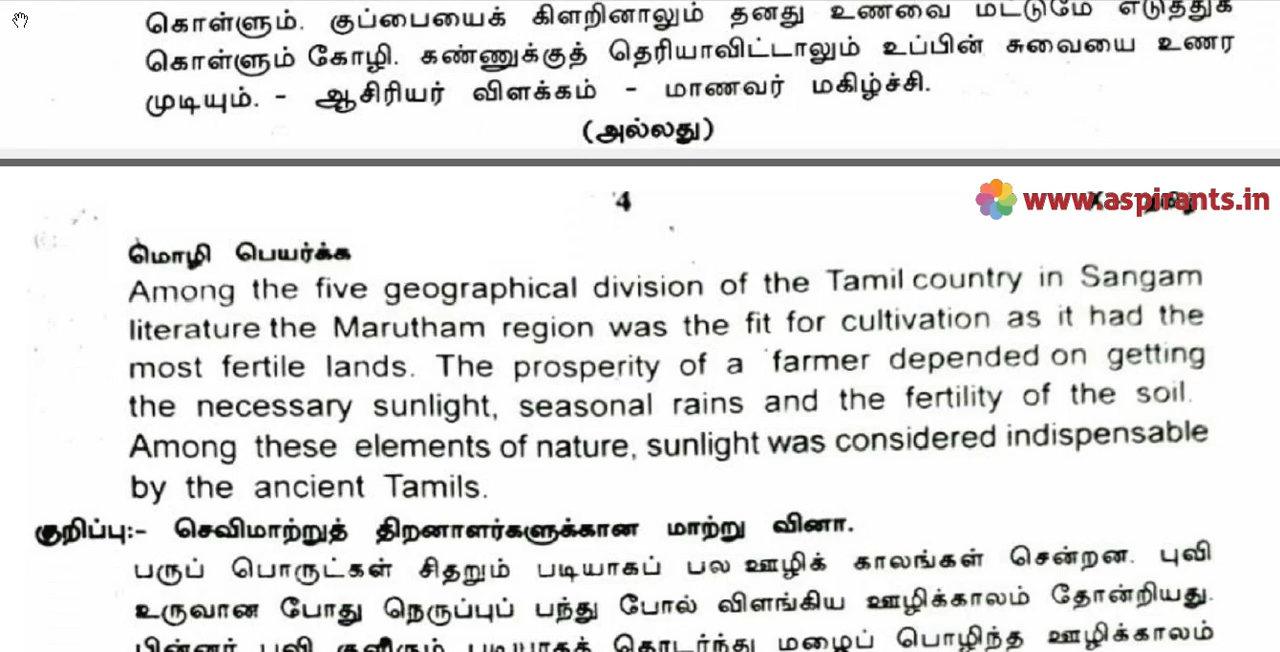 கொள்ளும். குப்பையைக் கிளறினாலும் தனது உணவை மட்டுமே எடுத்துக்
கொள்ளும் கோழி. கண்ணுக்குத் தெரியாவிட்டாலும் உப்பின் சுவையை உணர
முடியும். - ஆசிரியர் விளக்கம் - மாணவர் மகிழ்ச்சி.
(அல்லது)
4
www.aspirants.in
மொழி பெயர்க்க
Among the five geographical division of the Tamil country in Sangam
literature the Marutham region was the fit for cultivation as it had the
most fertile lands. The prosperity of a farmer depended on getting
the necessary sunlight, seasonal rains and the fertility of the soil.
Among these elements of nature, sunlight was considered indispensable
by the ancient Tamils.
குறிப்பு:- செவிமாற்றுத் திறனாளர்களுக்கான மாற்று வினா.
பருப் பொருட்கள் சிதறும் படியாகப் பல ஊழிக் காலங்கள் சென்றன. புவி
உருவான போது நெருப்புப் பந்து போல் விளங்கிய ஊழிக்காலம் தோன்றியது.
பின்னர் புவி குளிரும் படியாகத் தொடர்ந்து மழைப் பொழிந்த ஊழிக்காலம்